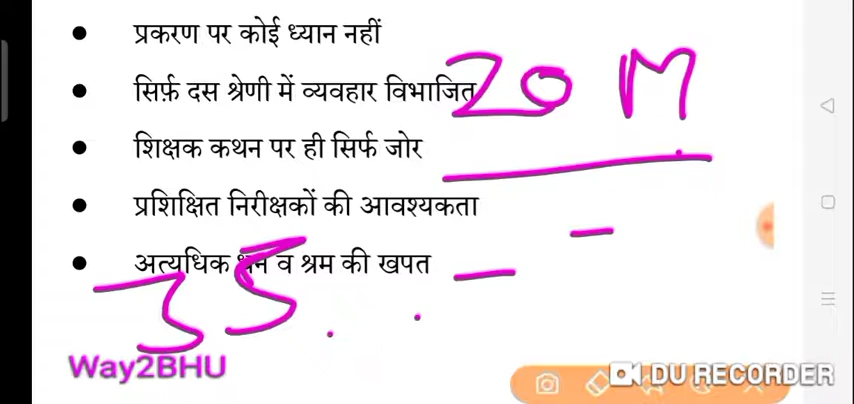 प्रकरण पर कोई ध्यान नहीं
सिर्फ़ दस श्रेणी में व्यवहार विभाजित
20 M
शिक्षक कथन पर ही सिर्फ जोर
प्रशिक्षित निरीक्षकों की आवश्यकता
अत्यधिक श्रम व श्रम की खपत
35
Way2BHU
DU RECORDER